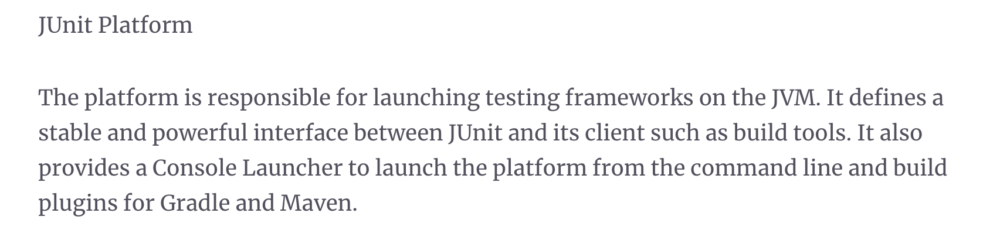 JUnit Platform
The platform is responsible for launching testing frameworks on the JVM. It defines a
stable and powerful interface between JUnit and its client such as build tools. It also
provides a Console Launcher to launch the platform from the command line and build
plugins for Gradle and Maven.